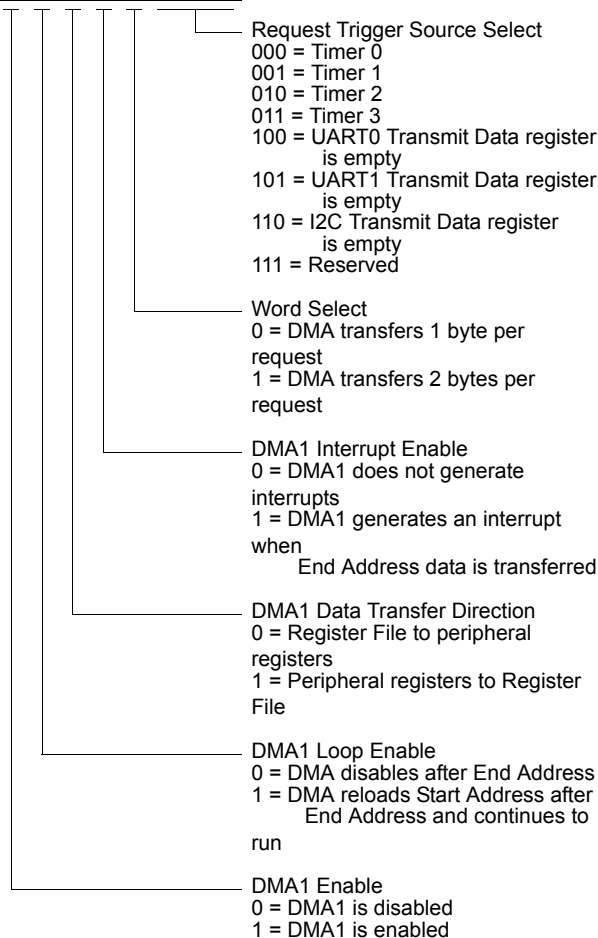 Request Trigger Source Select
000 = Timer 0
001 = Timer 1
010 = Timer 2
011 = Timer 3
100 = UART0 Transmit Data register
is empty
101 = UART1 Transmit Data register
is empty
110 = I2C Transmit Data register
is empty
111 = Reserved
Word Select
0 = DMA transfers 1 byte per
request
1 = DMA transfers 2 bytes per
request
DMA1 Interrupt Enable
0 = DMA1 does not generate
interrupts
1 = DMA1 generates an interrupt
when
End Address data is transferred
DMA1 Data Transfer Direction
0 = Register File to peripheral
registers
1 = Peripheral registers to Register
File
DMA1 Loop Enable
0 = DMA disables after End Address
1 = DMA reloads Start Address after
End Address and continues to
run
DMA1 Enable
0 = DMA1 is disabled
1 = DMA1 is enabled